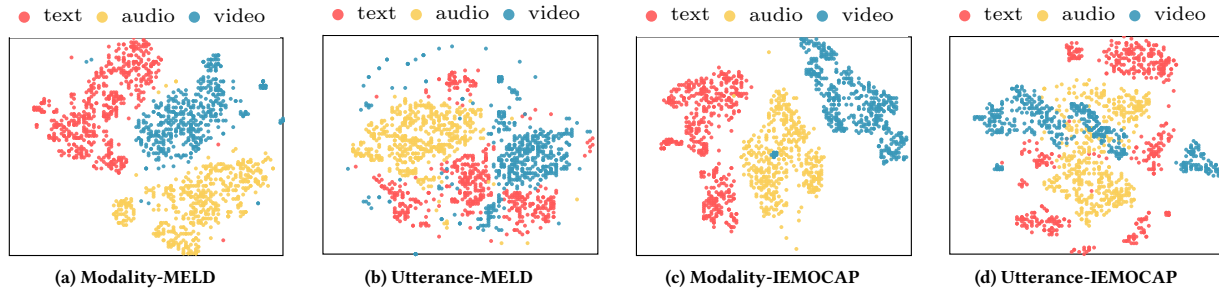 text audio video text audio video text audio video text audio video
(a) Modality-MELD (b) Utterance-MELD (c) Modality-IEMOCAP (d) Utterance-IEMOCAP